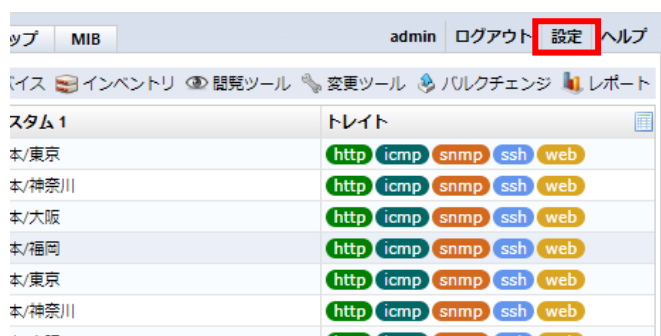 ップ MIB admin ログアウト 設定 ヘルプ
バイス インベントリ 閲覧ツール 変更ツール バルクチェンジ レポート
スタム 1 トレイト
本/東京 http icmp snmp ssh web
本/神奈川 http icmp snmp ssh web
本/大阪 http icmp snmp ssh web
本/福岡 http icmp snmp ssh web
本/東京 http icmp snmp ssh web
本/神奈川 http icmp snmp ssh web
http icmp snmp ssh web